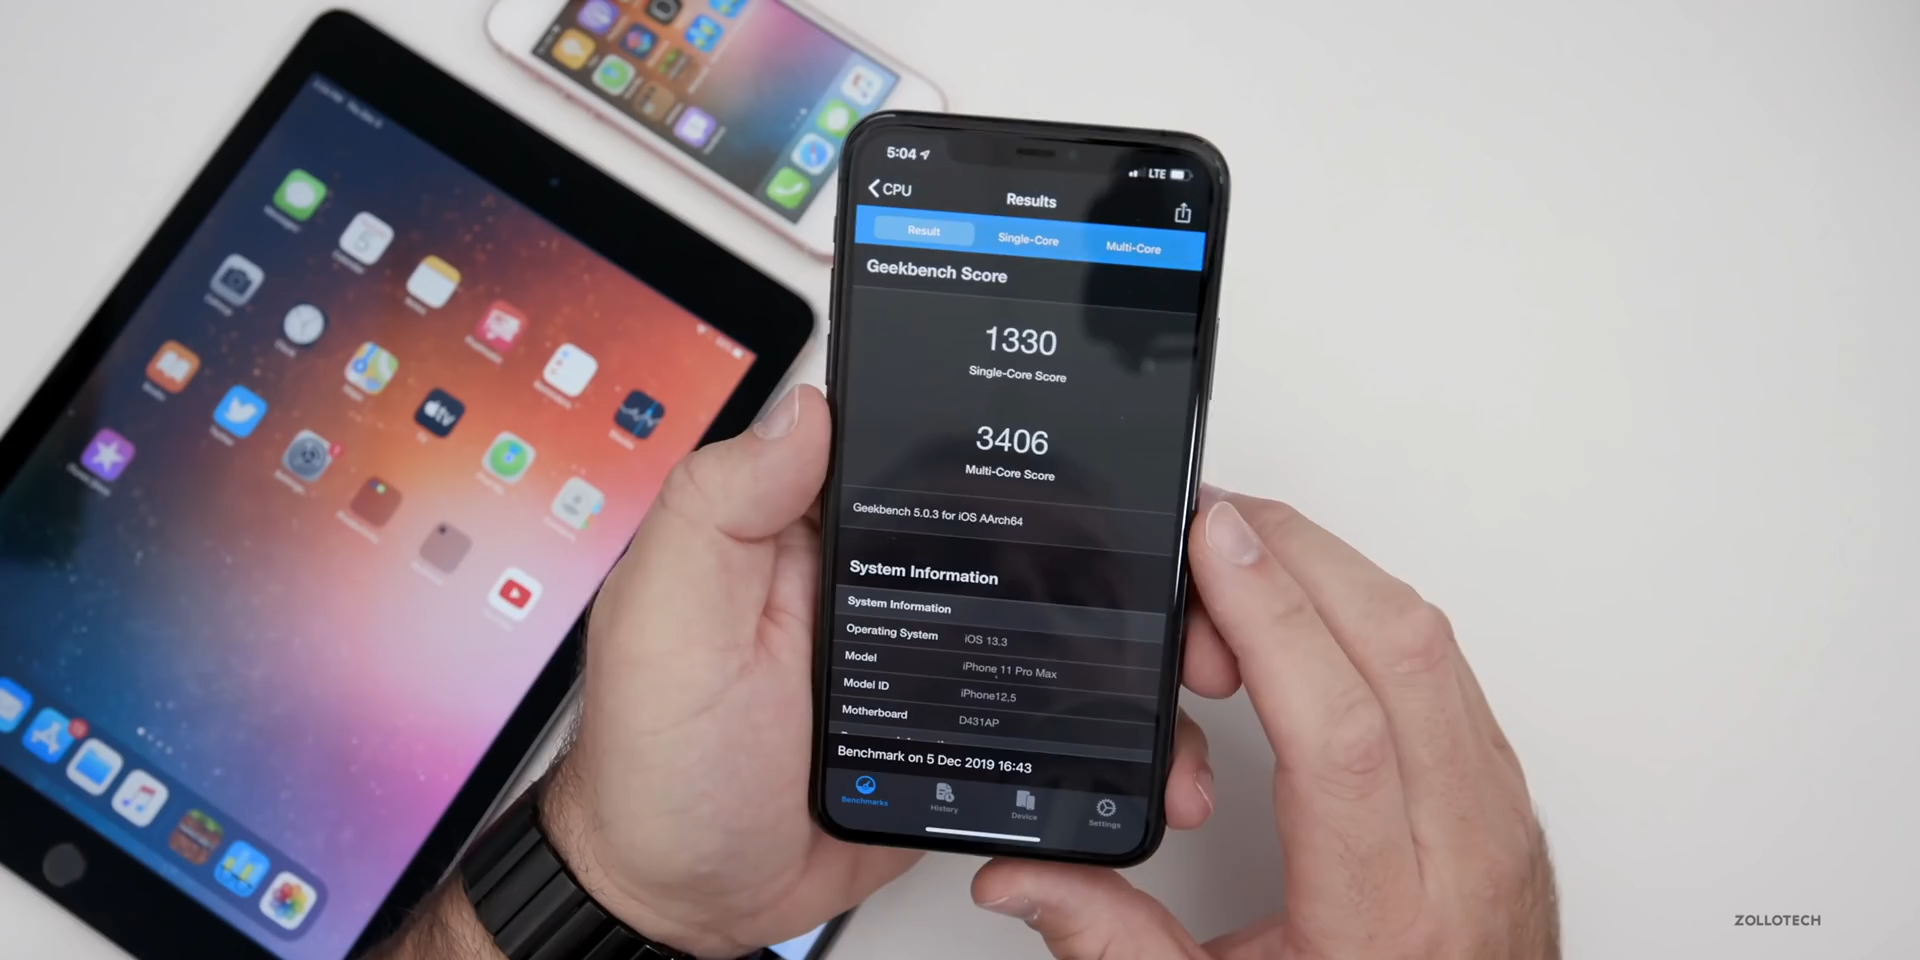 5:04
LTE
CPU
Results
Result Single-Core Multi-Core
Geekbench Score
1330
Single-Core Score
3406
Multi-Core Score
Geekbench 5.0.3 for iOS AArch64
System Information
System Information
Operating System iOS 13.3
Model iPhone 11 Pro Max
Model ID iPhone12,5
Motherboard D431AP
Benchmark on 5 Dec 2019 16:43
Benchmarks History Device Settings
tv
ZOLLOTECH